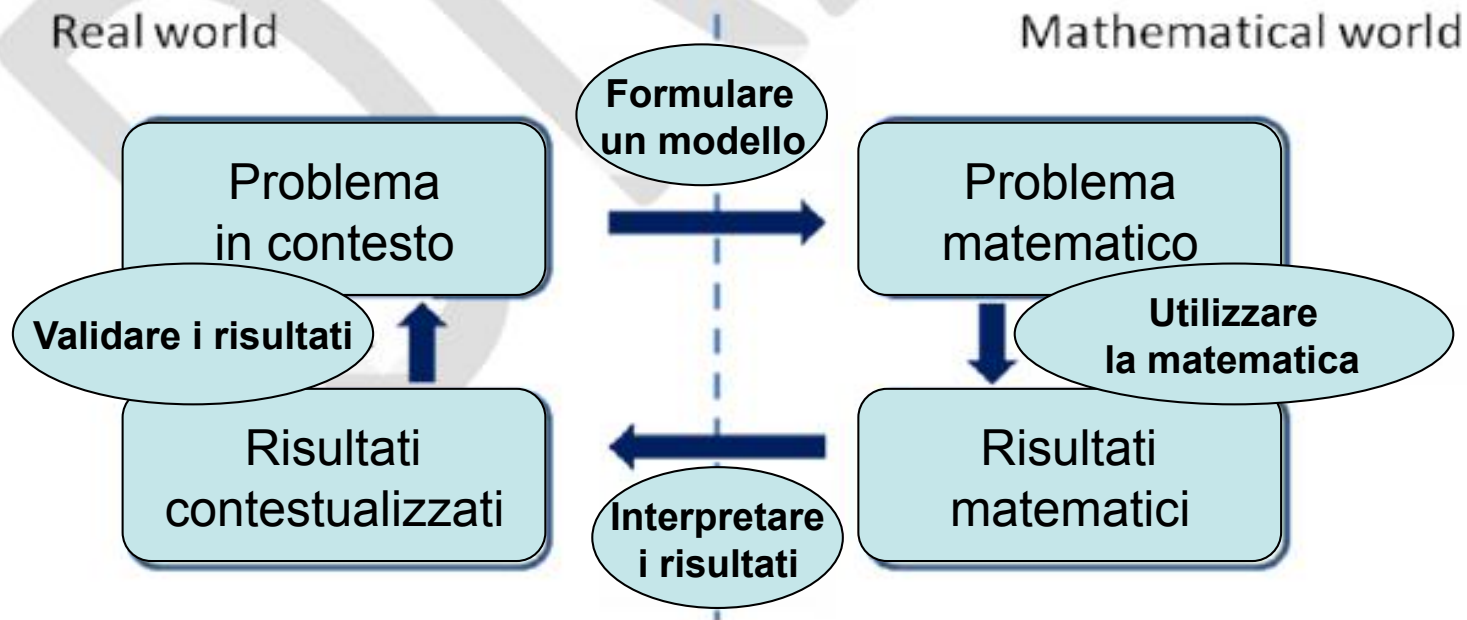 Real world
Mathematical world
Formulare
un modello
Problema
in contesto
Problema
matematico
Validare i risultati
Utilizzare
la matematica
Risultati
contestualizzati
Interpretare
i risultati
Risultati
matematici